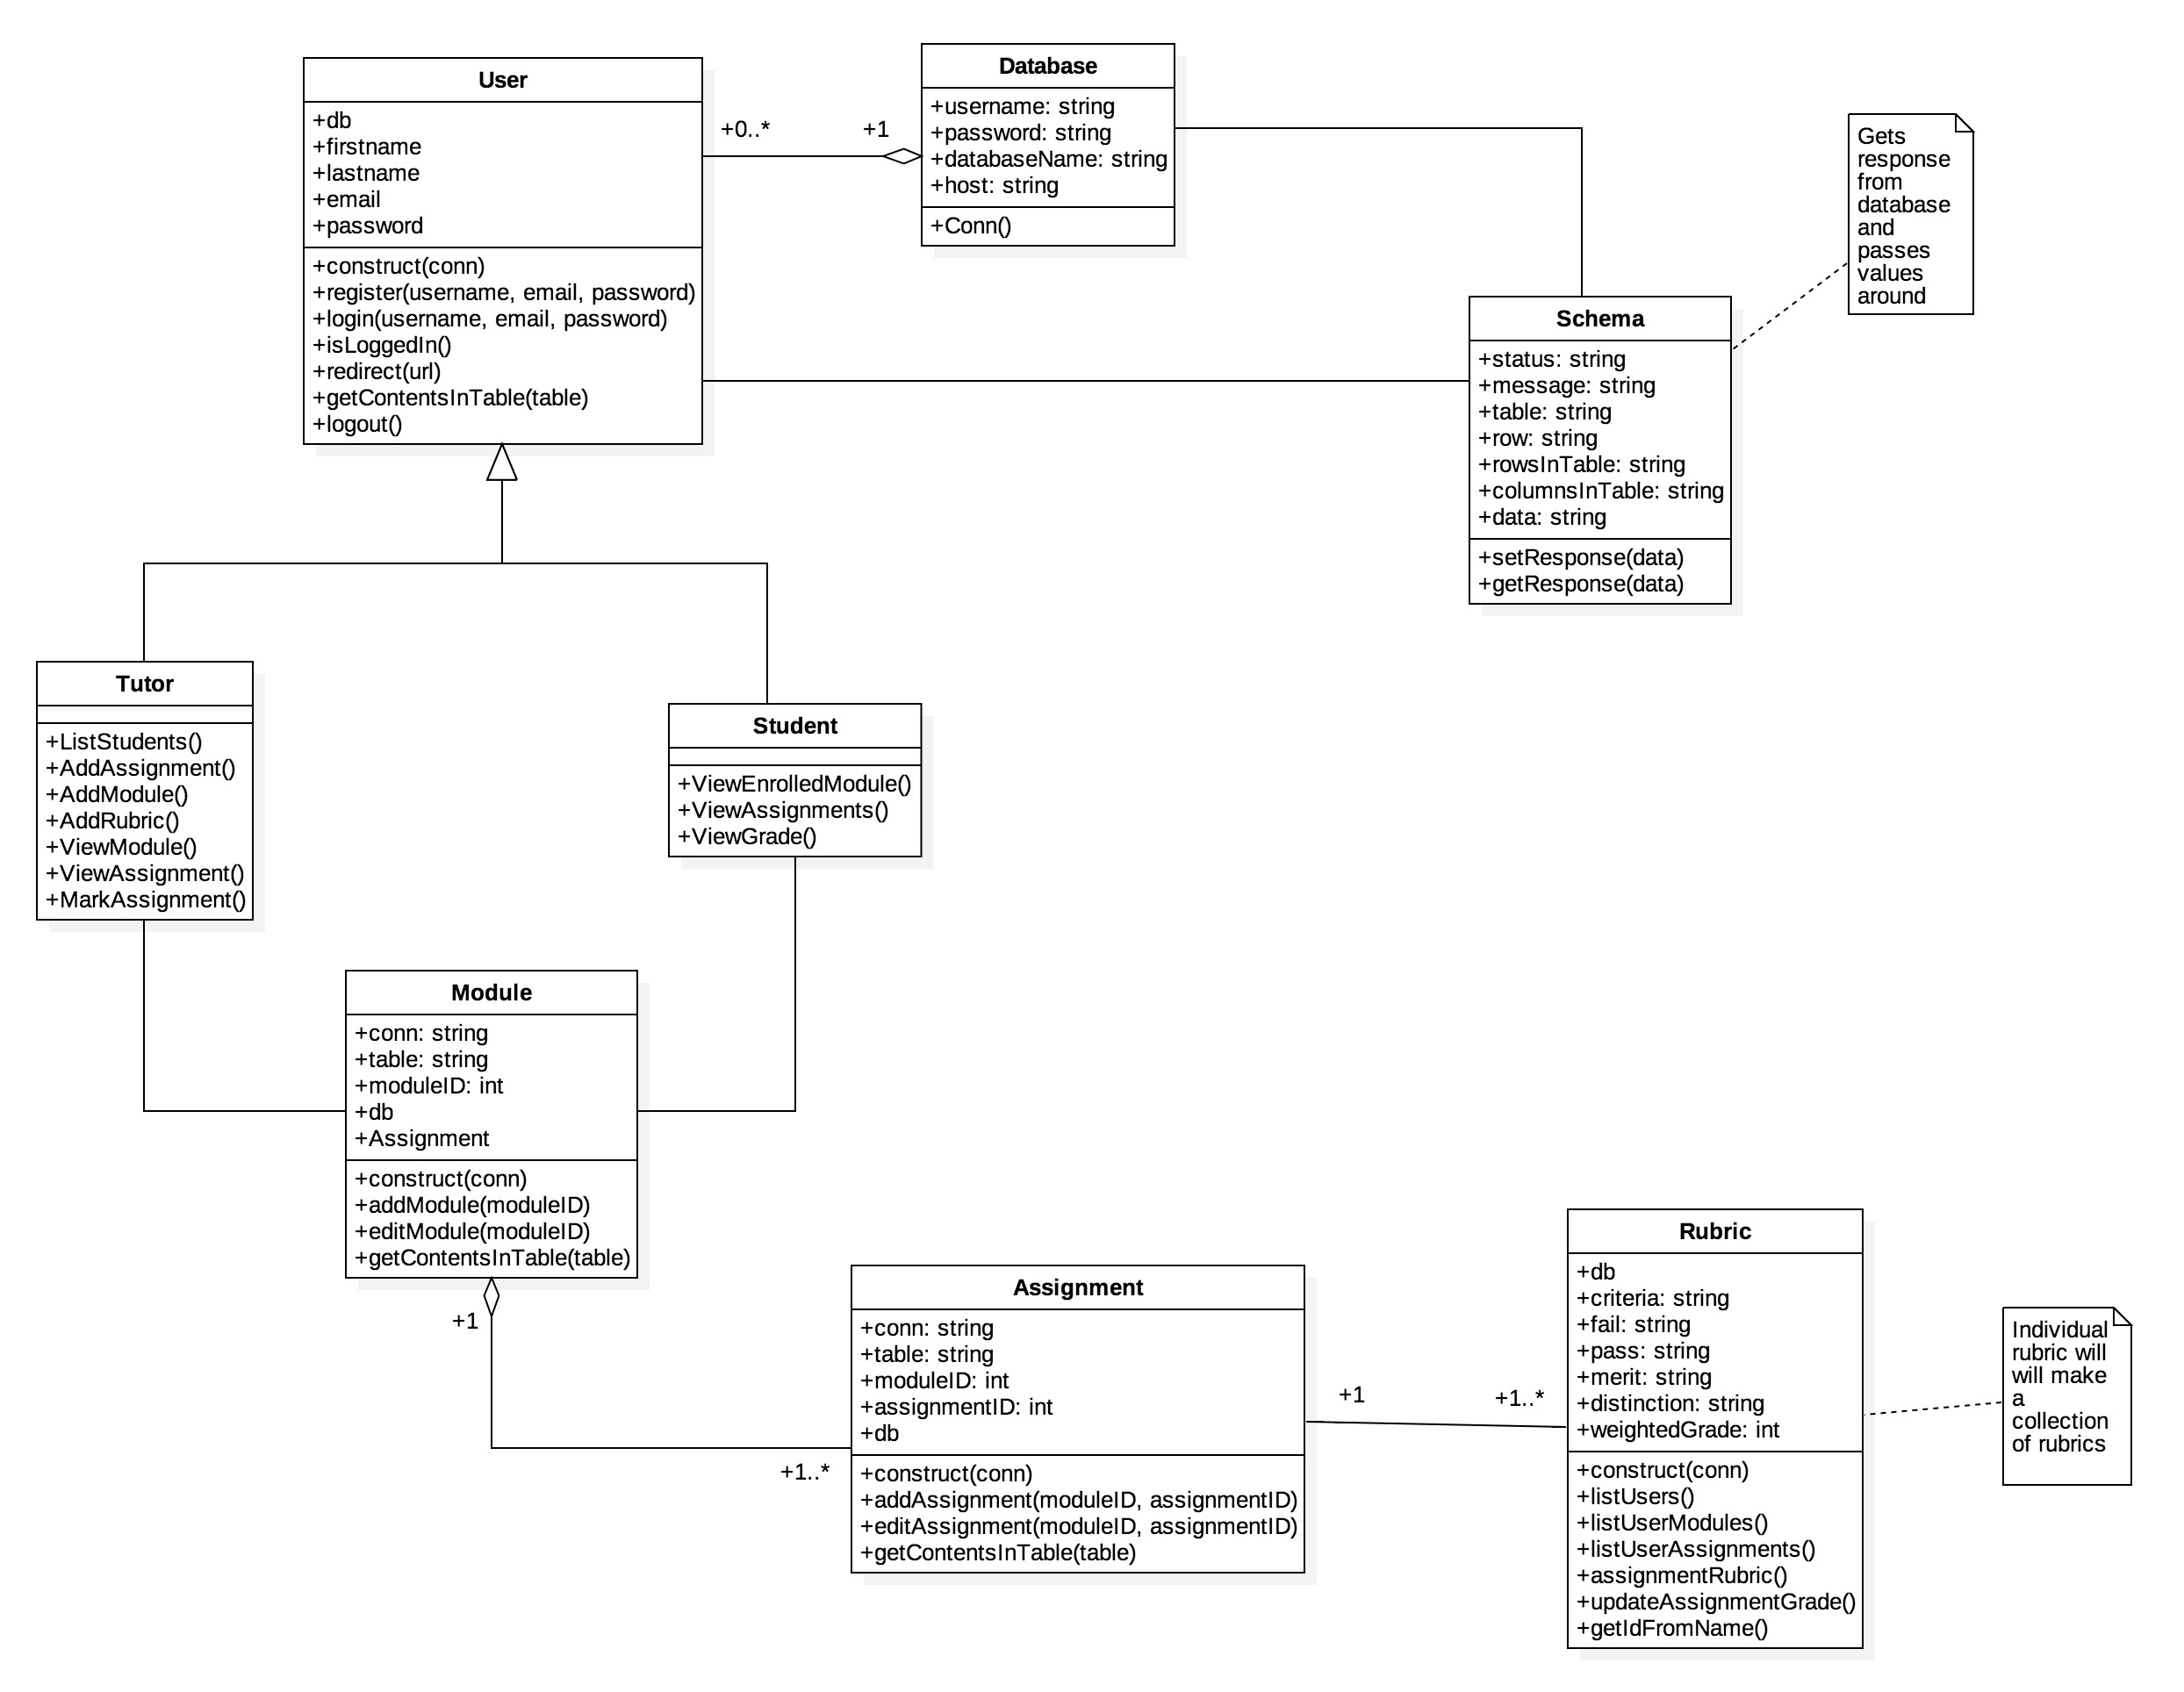 User
+db
+firstname
+lastname
+email
+password
+construct(conn)
+register(username, email, password)
+login(username, email, password)
+isLoggedIn()
+redirect(url)
+getContentsInTable(table)
+logout()
+0..*
+1
Database
+username: string
+password: string
+databaseName: string
+host: string
+Conn()
Gets
response
from
database
and
passes
values
around
Schema
+status: string
+message: string
+table: string
+row: string
+rowsInTable: string
+columnsInTable: string
+data: string
+setResponse(data)
+getResponse(data)
Tutor
+ListStudents()
+AddAssignment()
+AddModule()
+AddRubric()
+ViewModule()
+ViewAssignment()
+MarkAssignment()
Student
+ViewEnrolledModule()
+ViewAssignments()
+ViewGrade()
Module
+conn: string
+table: string
+moduleID: int
+db
+Assignment
+construct(conn)
+addModule(moduleID)
+editModule(moduleID)
+getContentsInTable(table)
+1
+1..*
Assignment
+conn: string
+table: string
+moduleID: int
+assignmentID: int
+db
+construct(conn)
+addAssignment(moduleID, assignmentID)
+editAssignment(moduleID, assignmentID)
+getContentsInTable(table)
+1
+1..*
Rubric
+db
+criteria: string
+fail: string
+pass: string
+merit: string
+distinction: string
+weightedGrade: int
+construct(conn)
+listUsers()
+listUserModules()
+listUserAssignments()
+assignmentRubric()
+updateAssignmentGrade()
+getIdFromName()
Individual
rubric will
will make
a
collection
of rubrics